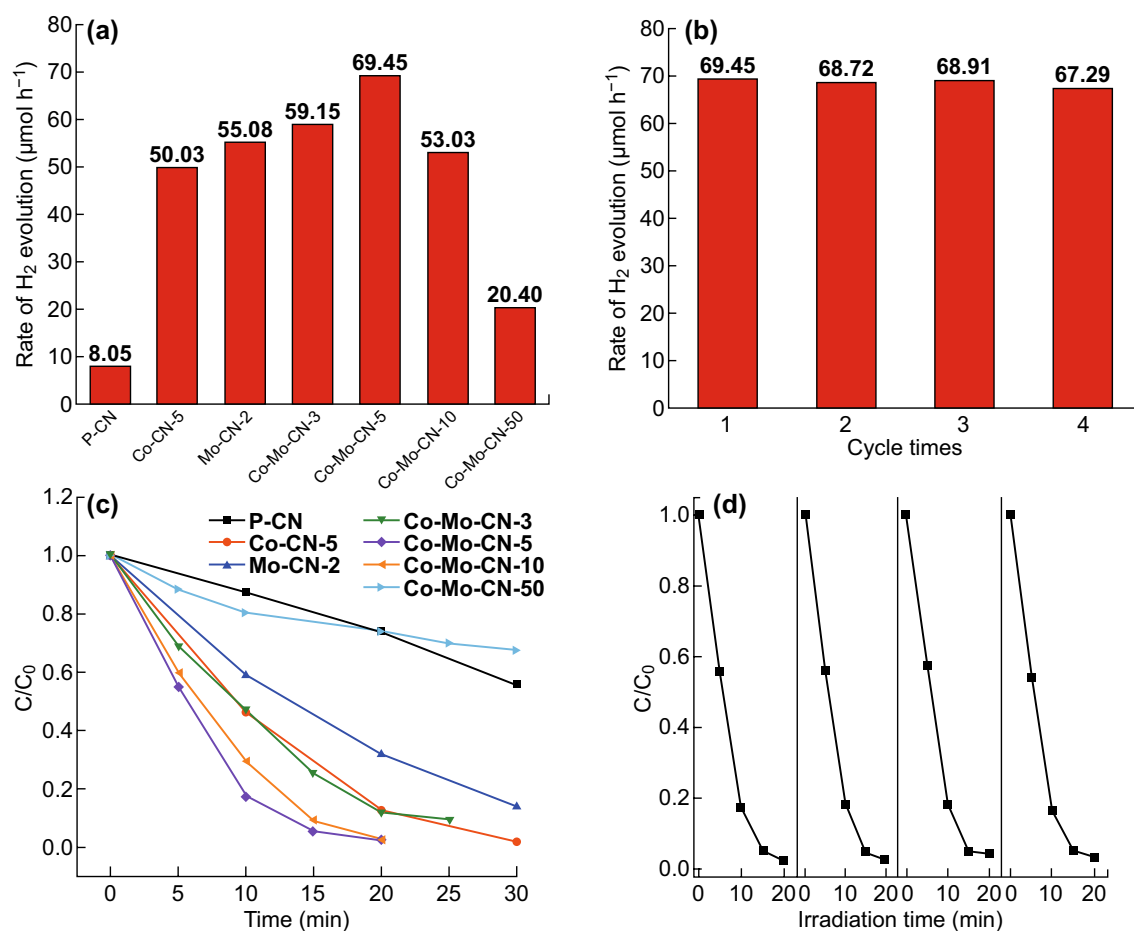 (a)
Rate of H₂ evolution (μmol h⁻¹)
80
70
60
50
40
30
20
10
0
8.05
50.03
55.08
59.15
69.45
53.03
20.40
P-CN
Co-CN-5
Mo-CN-2
Co-Mo-CN-3
Co-Mo-CN-5
Co-Mo-CN-10
Co-Mo-CN-50
(b)
Rate of H₂ evolution (μmol h⁻¹)
80
70
60
50
40
30
20
10
0
69.45
68.72
68.91
67.29
1 2 3 4
Cycle times
(c)
C/C₀
1.2
1.0
0.8
0.6
0.4
0.2
0.0
P-CN
Co-CN-5
Mo-CN-2
Co-Mo-CN-3
Co-Mo-CN-5
Co-Mo-CN-10
Co-Mo-CN-50
0 5 10 15 20 25 30
Time (min)
(d)
C/C₀
1.0
0.8
0.6
0.4
0.2
0.0
0 10 20 0 10 20 0 10 20 0 10 20
Irradiation time (min)